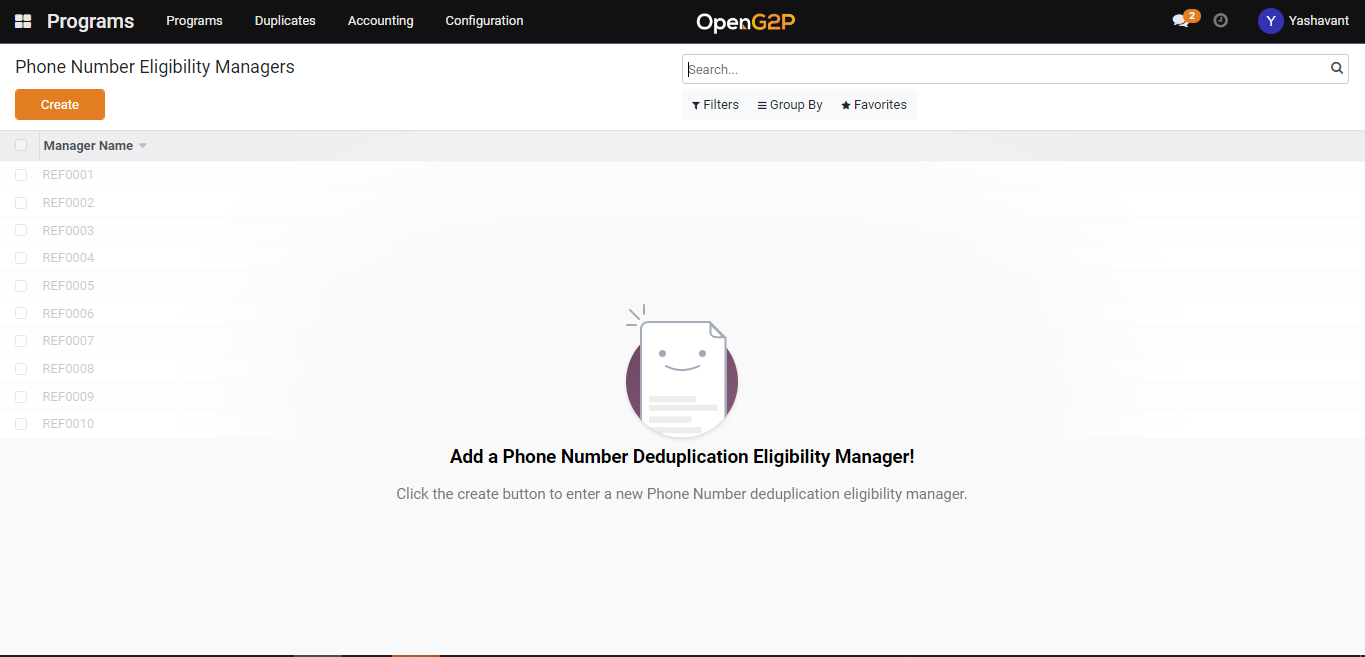 Programs Programs Duplicates Accounting Configuration OpenG2P 2 Y Yashavant
Phone Number Eligibility Managers
Search...
Create
Filters Group By Favorites
Manager Name
REF0001
REF0002
REF0003
REF0004
REF0005
REF0006
REF0007
REF0008
REF0009
REF0010
Add a Phone Number Deduplication Eligibility Manager!
Click the create button to enter a new Phone Number deduplication eligibility manager.